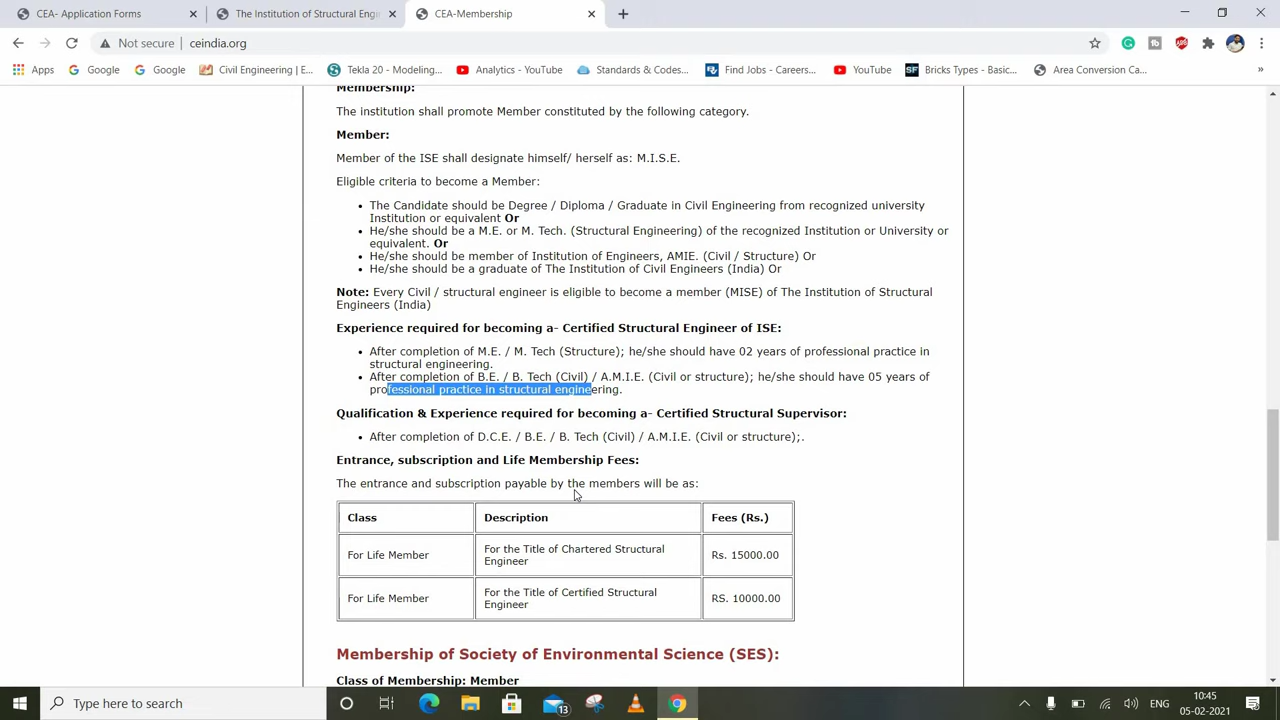 CEA- Application Forms
The Institution of Structural Eng
CEA-Membership
Not secure
ceindia.org
Apps
Google
Google
Civil Engineering | E...
Tekla 20 - Modeling...
Analytics - YouTube
Standards & Codes...
Find Jobs - Careers...
YouTube
Bricks Types - Basic...
Area Conversion Ca...
»
Membership:
The institution shall promote Member constituted by the following category.
Member:
Member of the ISE shall designate himself/ herself as: M.I.S.E.
Eligible criteria to become a Member:
• The Candidate should be Degree / Diploma / Graduate in Civil Engineering from recognized university
Institution or equivalent Or
• He/she should be a M.E. or M. Tech. (Structural Engineering) of the recognized Institution or University or
equivalent. Or
• He/she should be member of Institution of Engineers, AMIE. (Civil / Structure) Or
• He/she should be a graduate of The Institution of Civil Engineers (India) Or
Note: Every Civil / structural engineer is eligible to become a member (MISE) of The Institution of Structural
Engineers (India)
Experience required for becoming a- Certified Structural Engineer of ISE:
• After completion of M.E. / M. Tech (Structure); he/she should have 02 years of professional practice in
structural engineering.
• After completion of B.E. / B. Tech (Civil) / A.M.I.E. (Civil or structure); he/she should have 05 years of
professional practice in structural engineering.
Qualification & Experience required for becoming a- Certified Structural Supervisor:
• After completion of D.C.E. / B.E. / B. Tech (Civil) / A.M.I.E. (Civil or structure);.
Entrance, subscription and Life Membership Fees:
The entrance and subscription payable by the members will be as:
Class
Description
Fees (Rs.)
For Life Member
For the Title of Chartered Structural
Engineer
Rs. 15000.00
For Life Member
For the Title of Certified Structural
Engineer
RS. 10000.00
Membership of Society of Environmental Science (SES):
Class of Membership: Member
Type here to search
13
ENG
10:45
05-02-2021